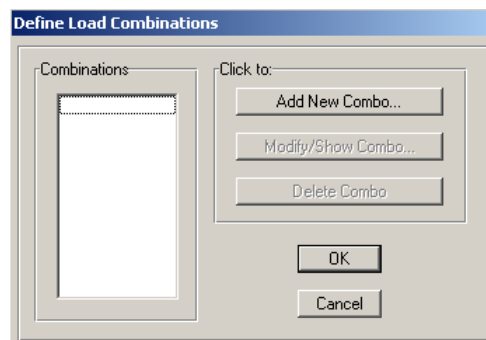 Define Load Combinations
Combinations
Click to:
Add New Combo...
Modify/Show Combo...
Delete Combo
OK
Cancel